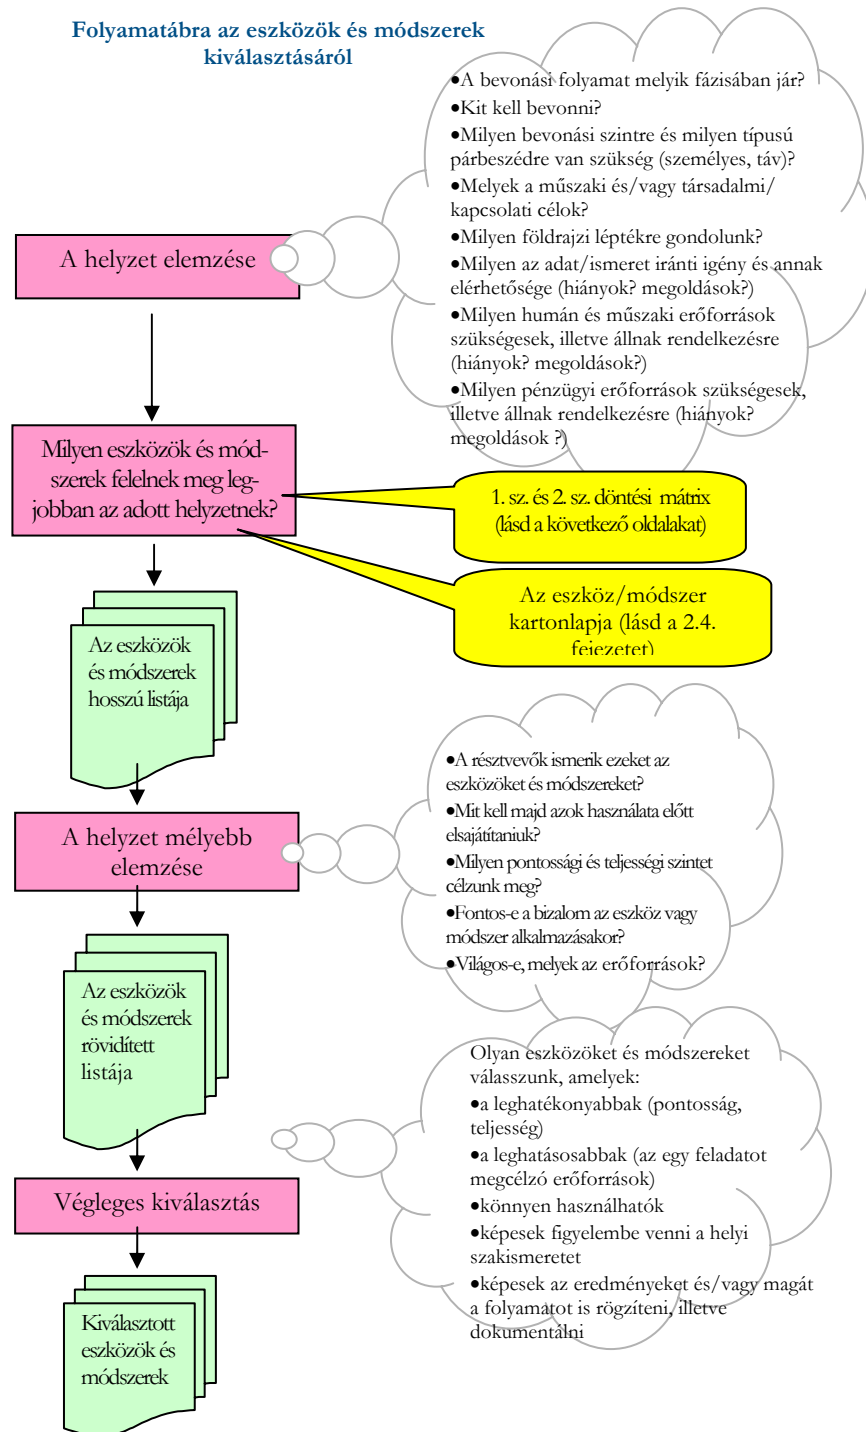 Folyamatábra az eszközök és módszerek
kiválasztásáról
•A bevonási folyamat melyik fázisában jár?
•Kit kell bevonni?
•Milyen bevonási szintre és milyen típusú
párbeszédre van szükség (személyes, táv)?
•Melyek a műszaki és/vagy társadalmi/
kapcsolati célok?
•Milyen földrajzi léptékre gondolunk?
•Milyen az adat/ismeret iránti igény és annak
elérhetősége (hiányok? megoldások?)
•Milyen humán és műszaki erőforrások
szükségesek, illetve állnak rendelkezésre
(hiányok? megoldások?)
•Milyen pénzügyi erőforrások szükségesek,
illetve állnak rendelkezésre (hiányok?
megoldások ?)
A helyzet elemzése
Milyen eszközök és mód-
szerek felelnek meg leg-
jobban az adott helyzetnek?
1. sz. és 2. sz. döntési mátrix
(lásd a következő oldalakat)
Az eszköz/módszer
kartonlapja (lásd a 2.4.
fejezetet)
Az eszközök
és módszerek
hosszú listája
•A résztvevők ismerik ezeket az
eszközöket és módszereket?
•Mit kell majd azok használata előtt
elsajátítaniuk?
•Milyen pontossági és teljességi szintet
célzunk meg?
•Fontos-e a bizalom az eszköz vagy
módszer alkalmazásakor?
•Világos-e, melyek az erőforrások?
A helyzet mélyebb
elemzése
Az eszközök
és módszerek
rövidített
listája
Olyan eszközöket és módszereket
válasszunk, amelyek:
•a leghatékonyabbak (pontosság,
teljesség)
•a leghatásosabbak (az egy feladatot
megcélzó erőforrások)
•könnyen használhatók
•képesek figyelembe venni a helyi
szakismeretet
•képesek az eredményeket és/vagy magát
a folyamatot is rögzíteni, illetve
dokumentálni
Végleges kiválasztás
Kiválasztott
eszközök és
módszerek